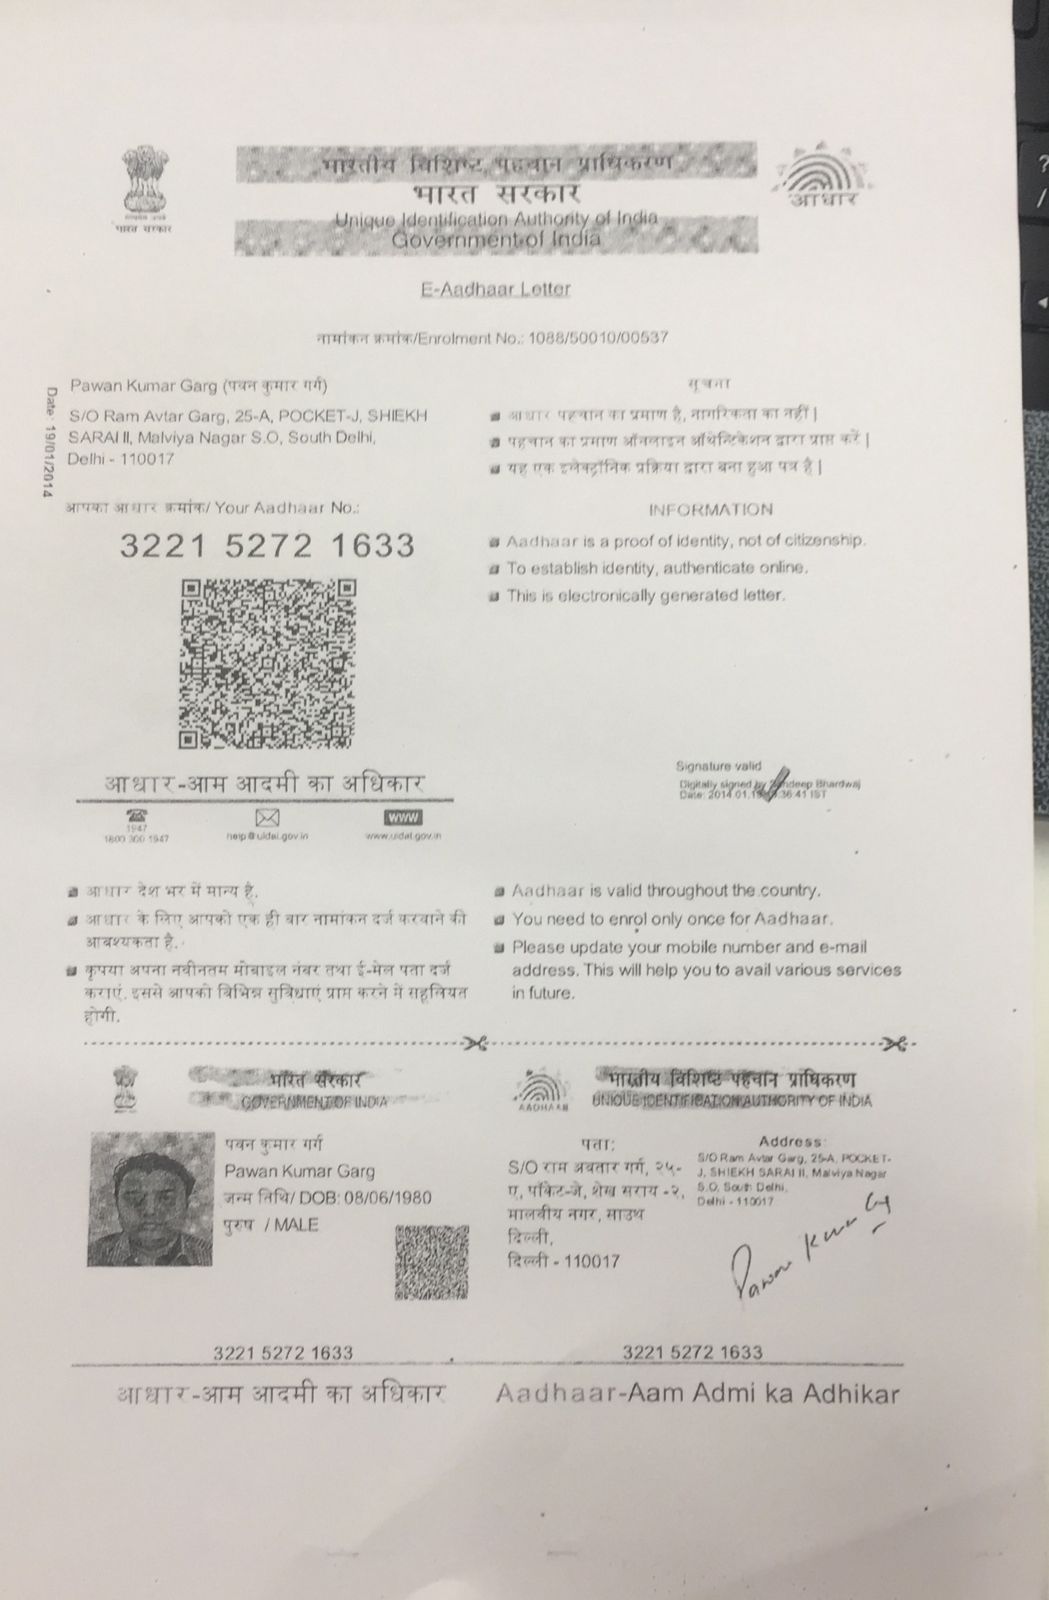 भारतीय विशिष्ट पहचान प्राधिकरण
भारत सरकार
Unique Identification Authority of India
Government of India
भारत सरकार
आधार
E-Aadhaar Letter
नामांकन क्रमांक/Enrolment No.: 1088/50010/00537
Date: 19/01/2014
Pawan Kumar Garg (पवन कुमार गर्ग)
S/O Ram Avtar Garg, 25-A, POCKET-J, SHIEKH
SARAI II, Malviya Nagar S.O, South Delhi,
Delhi - 110017
आपका आधार क्रमांक/ Your Aadhaar No.:
3222 5272 1633
सूचना
आधार पहचान का प्रमाण है, नागरिकता का नहीं |
पहचान का प्रमाण ऑनलाइन ऑथेन्टिकेशन द्वारा प्राप्त करें |
यह एक इलेक्ट्रॉनिक प्रक्रिया द्वारा बना हुआ पत्र है |
INFORMATION
Aadhaar is a proof of identity, not of citizenship.
To establish identity, authenticate online.
This is electronically generated letter.
आधार-आम आदमी का अधिकार
1947
1800 300 1947
help@uidai.gov.in
www
www.uidai.gov.in
Signature valid
Digitally signed by Sandeep Bhardwaj
Date: 2014.01.19 :36:41 IST
आधार देश भर में मान्य है.
आधार के लिए आपको एक ही बार नामांकन दर्ज करवाने की
आवश्यकता है.
कृपया अपना नवीनतम मोबाइल नंबर तथा ई-मेल पता दर्ज
कराएं. इससे आपको विभिन्न सुविधाएं प्राप्त करने में सहूलियत
होगी.
Aadhaar is valid throughout the country.
You need to enrol only once for Aadhaar.
Please update your mobile number and e-mail
address. This will help you to avail various services
in future.
भारत सरकार
GOVERNMENT OF INDIA
पवन कुमार गर्ग
Pawan Kumar Garg
जन्म तिथि/ DOB: 08/06/1980
पुरुष / MALE
3221 5272 1633
आधार-आम आदमी का अधिकार
AADHAAR
भारतीय विशिष्ट पहचान प्राधिकरण
UNIQUE IDENTIFICATION AUTHORITY OF INDIA
पता:
S/O राम अवतार गर्ग, २५-
ए, पॉकेट-जे, शेख सराय -२,
मालवीय नगर, साउथ
दिल्ली,
दिल्ली - 110017
Address:
S/O Ram Avtar Garg, 25-A, POCKET-
J, SHIEKH SARAI II, Malviya Nagar
S.O, South Delhi,
Delhi - 110017
Pawan Kumar G
3221 5272 1633
Aadhaar-Aam Admi ka Adhikar